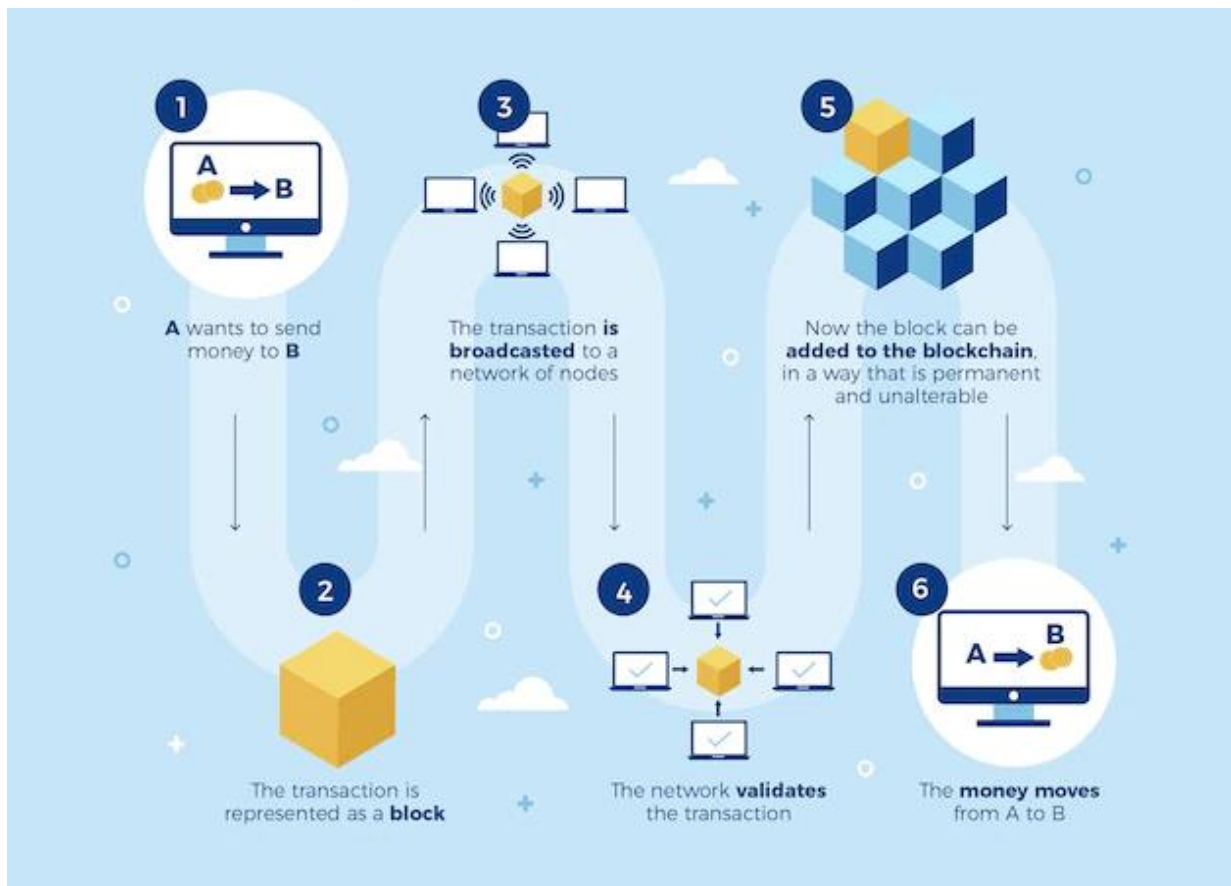 1
A
B
A wants to send
money to B
2
The transaction is
represented as a block
3
The transaction is
broadcasted to a
network of nodes
4
The network validates
the transaction
5
Now the block can be
added to the blockchain,
in a way that is permanent
and unalterable
6
A
B
The money moves
from A to B